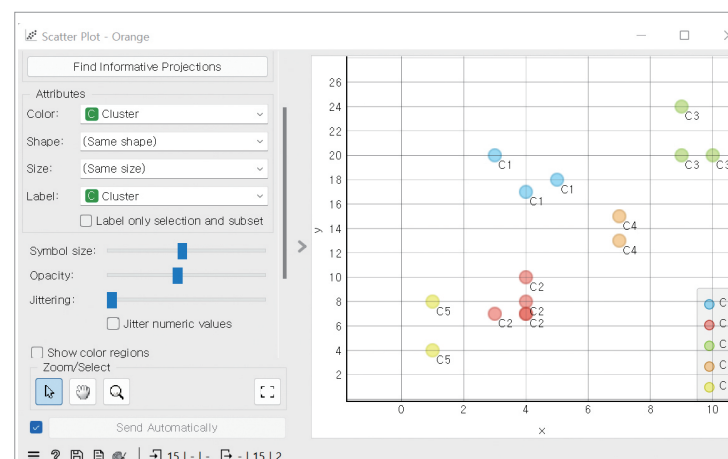 Scatter Plot - Orange
Find Informative Projections
Attributes
Color: C Cluster
Shape: (Same shape)
Size: (Same size)
Label: C Cluster
Label only selection and subset
Symbol size:
Opacity:
Jittering:
Jitter numeric values
Show color regions
Zoom/Select
Send Automatically
15 | - | - - | 15 | 2
26
24
22
20
18
16
14
12
10
8
6
4
2
y
0 2 4 6 8 10
x
C3
C1 C3 C3
C1 C1
C4
C4
C2
C5 C2
C2 C2
C5
C
C
C
C
C